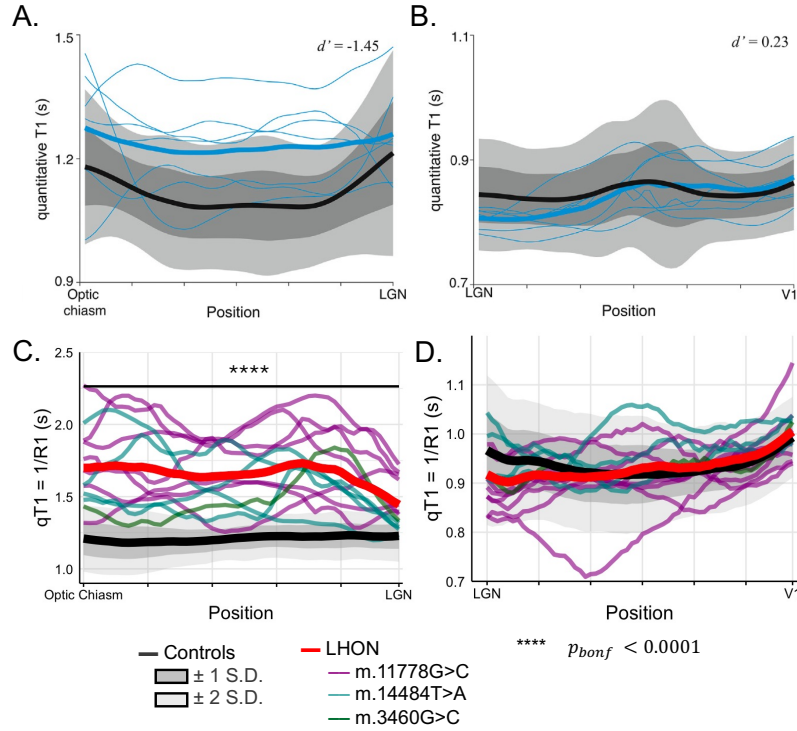 A.
1.5
1.2
0.9
quantitative T1 (s)
d' = -1.45
Optic
chiasm
Position
LGN
B.
1.1
0.9
0.7
quantitative T1 (s)
d' = 0.23
LGN
Position
V1
C.
2.5
2.0
1.5
1.0
qT1 = 1/R1 (s)
****
Optic Chiasm
LGN
Position
D.
1.1
1.0
0.9
0.8
0.7
qT1 = 1/R1 (s)
LGN
V1
Position
Controls
± 1 S.D.
± 2 S.D.
LHON
m.11778G>C
m.14484T>A
m.3460G>C
**** p_bonf < 0.0001